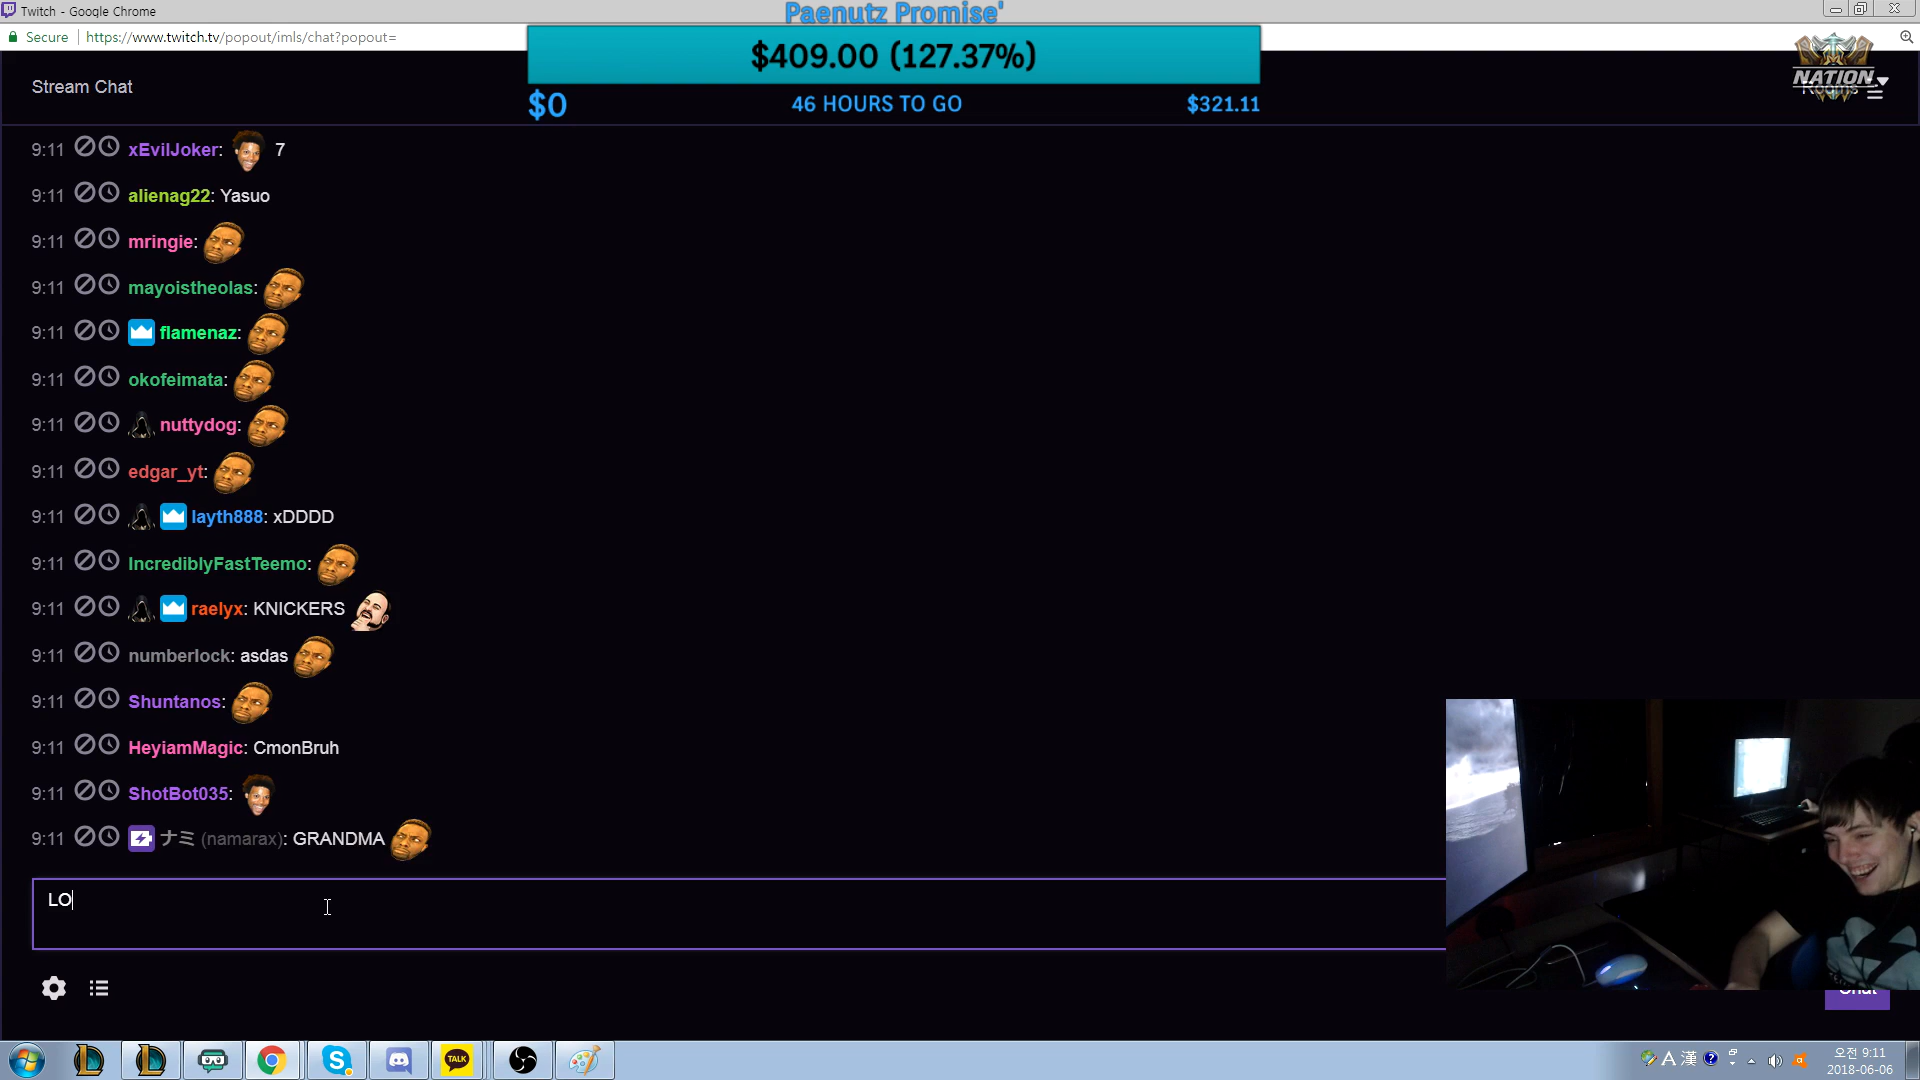 Twitch - Google Chrome
Paenutz Promise'
Secure
https://www.twitch.tv/popout/imls/chat?popout=
$409.00 (127.37%)
$0
46 HOURS TO GO
$321.11
Stream Chat
NATION
Rooms
9:11 xEvilJoker: 7
9:11 alienag22: Yasuo
9:11 mringie:
9:11 mayoistheolas:
9:11 flamenaz:
9:11 okofeimata:
9:11 nuttydog:
9:11 edgar_yt:
9:11 layth888: xDDDD
9:11 IncrediblyFastTeemo:
9:11 raelyx: KNICKERS
9:11 numberlock: asdas
9:11 Shuntanos:
9:11 HeyiamMagic: CmonBruh
9:11 ShotBot035:
9:11 ナミ (namarax): GRANDMA
LO
Chat
TALK
A 漢
오전 9:11
2018-06-06